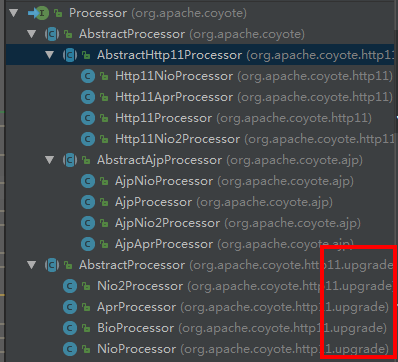 Processor (org.apache.coyote)
AbstractProcessor (org.apache.coyote)
AbstractHttp11Processor (org.apache.coyote.http11
Http11NioProcessor (org.apache.coyote.http11)
Http11AprProcessor (org.apache.coyote.http11)
Http11Processor (org.apache.coyote.http11)
Http11Nio2Processor (org.apache.coyote.http11
AbstractAjpProcessor (org.apache.coyote.ajp)
AjpNioProcessor (org.apache.coyote.ajp)
AjpProcessor (org.apache.coyote.ajp)
AjpNio2Processor (org.apache.coyote.ajp)
AjpAprProcessor (org.apache.coyote.ajp)
AbstractProcessor (org.apache.coyote.http11.upgrade
Nio2Processor (org.apache.coyote.http11.upgrade)
AprProcessor (org.apache.coyote.http11.upgrade)
BioProcessor (org.apache.coyote.http11.upgrade)
NioProcessor (org.apache.coyote.http11.upgrade)